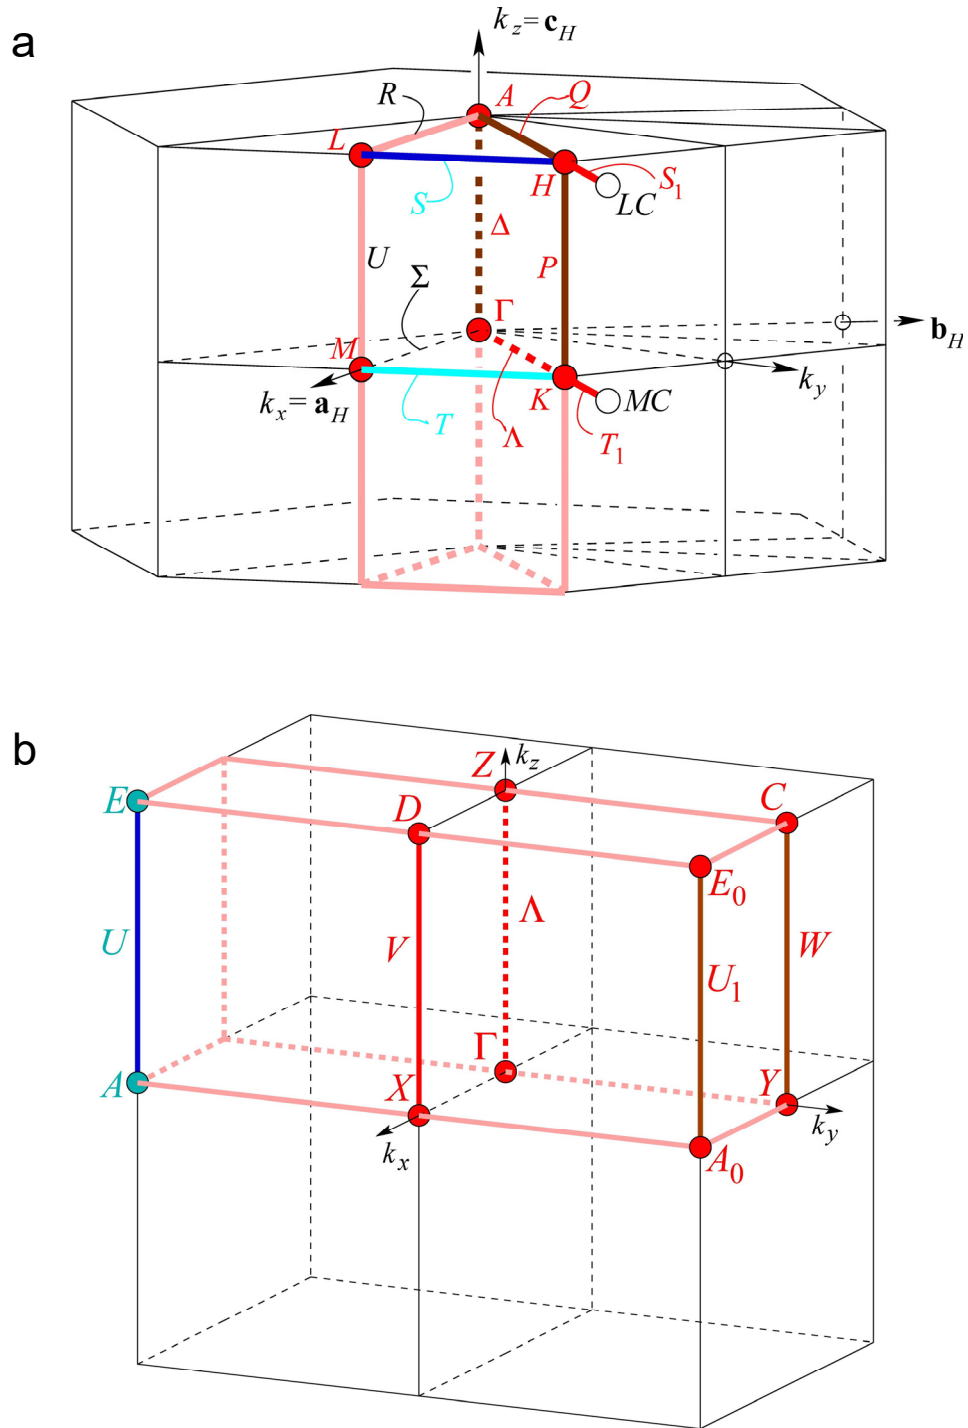 a
k_z = c_H
R
A
Q
L
H
S_1
S
LC
Δ
U
P
Σ
Γ
b_H
M
k_y
k_x = a_H
K
MC
T
Λ
T_1
b
k_z
Z
E
D
C
E_0
Λ
U
V
U_1
W
Γ
A
X
Y
k_y
k_x
A_0